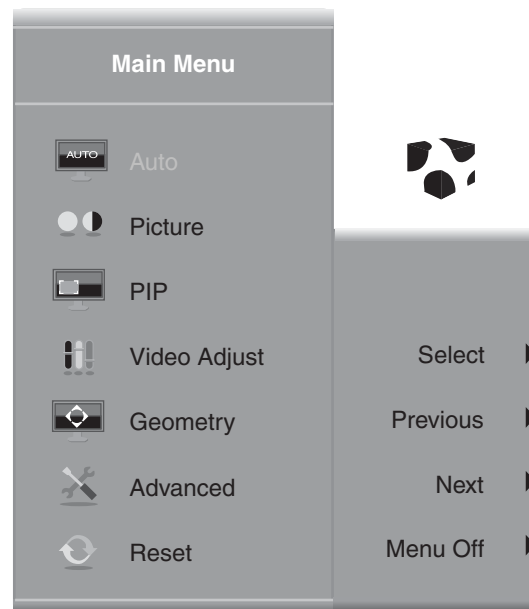 Main Menu
AUTO
Auto
Picture
PIP
Video Adjust
Geometry
Advanced
Reset
Select
Previous
Next
Menu Off